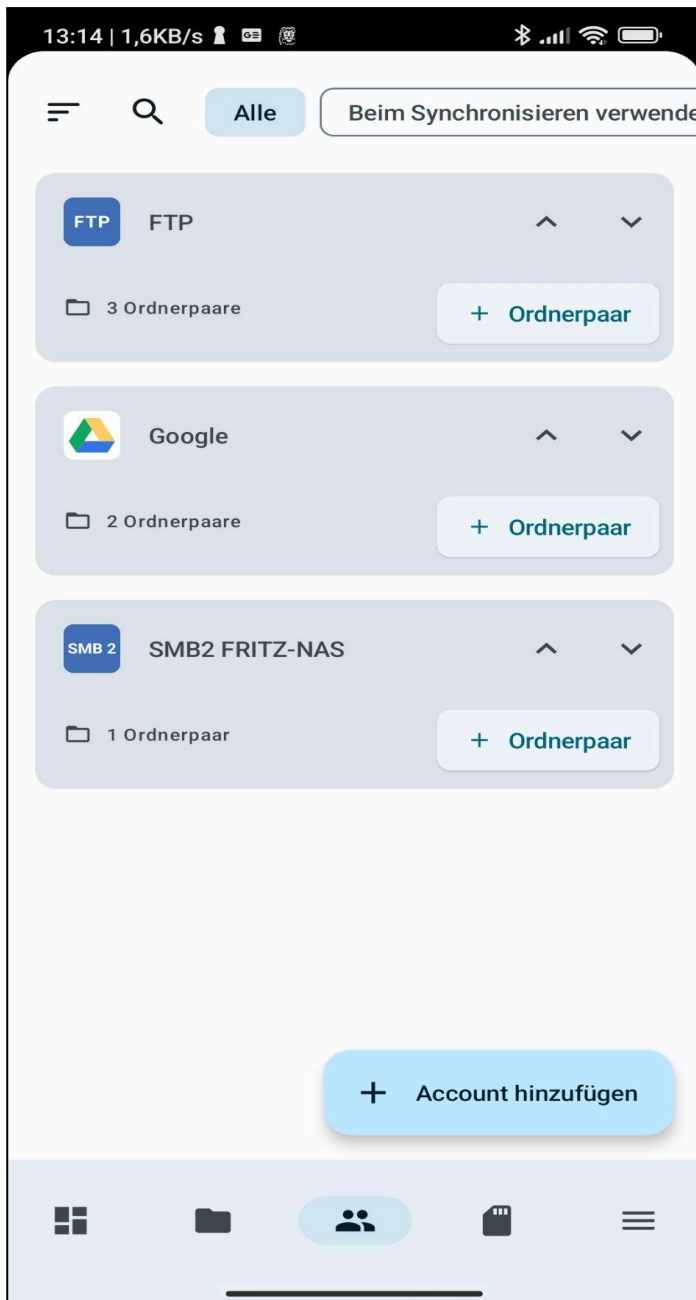 13:14 | 1,6KB/s
Alle
Beim Synchronisieren verwende
FTP
FTP
3 Ordnerpaare
+ Ordnerpaar
Google
2 Ordnerpaare
+ Ordnerpaar
SMB 2
SMB2 FRITZ-NAS
1 Ordnerpaar
+ Ordnerpaar
+ Account hinzufügen